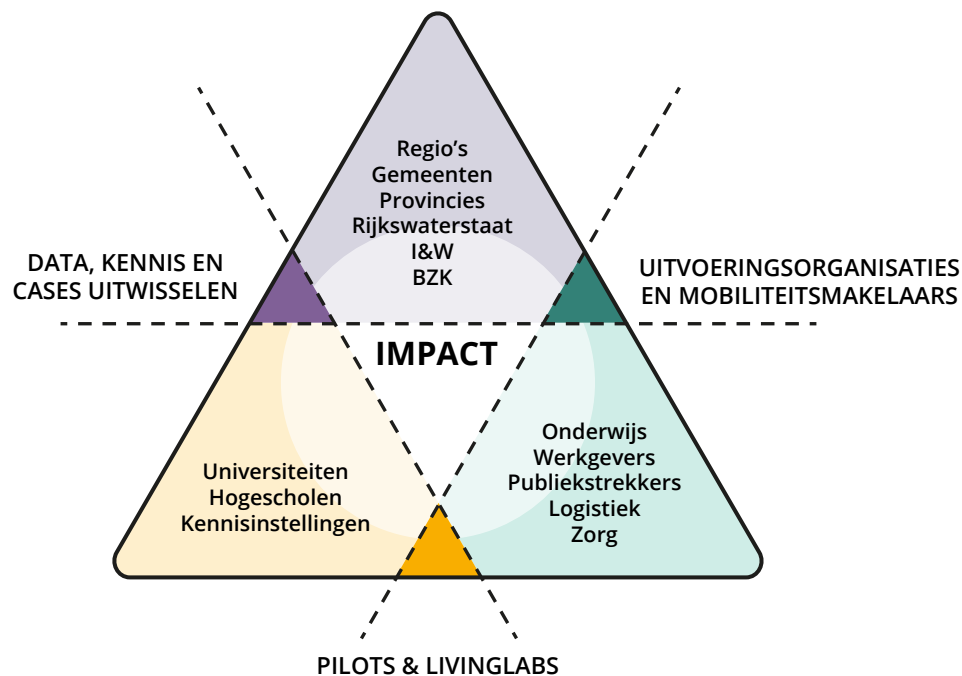 Regio’s
Gemeenten
Provincies
Rijkswaterstaat
I&W
BZK
DATA, KENNIS EN
CASES UITWISSELEN
UITVOERINGSORGANISATIES
EN MOBILITEITSMAKELAARS
IMPACT
Universiteiten
Hogescholen
Kennisinstellingen
Onderwijs
Werkgevers
Publiekstrekkers
Logistiek
Zorg
PILOTS & LIVINGLABS